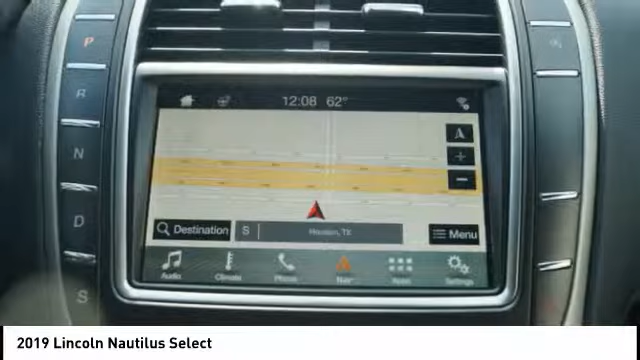 12:08 62°
P
R
N
D
S
Destination
S
Houston, TX
Menu
Audio
Climate
Phone
Nav
Apps
Settings
2019 Lincoln Nautilus Select